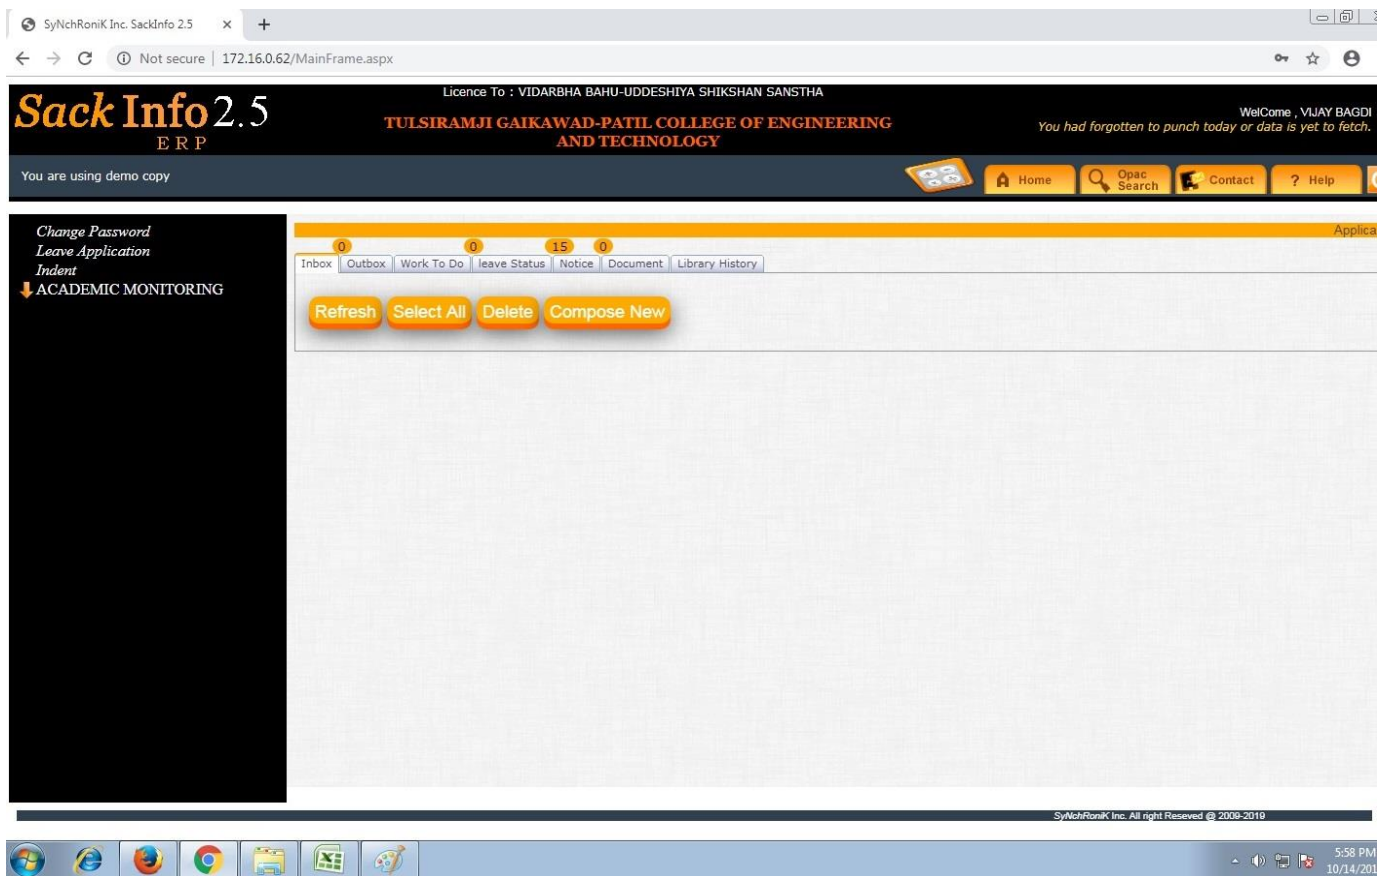 SyNchRoniK Inc. SackInfo 2.5
Not secure | 172.16.0.62/MainFrame.aspx
Sack Info 2.5
ERP
Licence To : VIDARBHA BAHU-UDDESHIYA SHIKSHAN SANSTHA
TULSIRAMJI GAIKAWAD-PATIL COLLEGE OF ENGINEERING
AND TECHNOLOGY
WelCome , VIJAY BAGDI
You had forgotten to punch today or data is yet to fetch.
You are using demo copy
Home
Opac
Search
Contact
? Help
Change Password
Leave Application
Indent
ACADEMIC MONITORING
Applica
0 0 15 0
Inbox Outbox Work To Do leave Status Notice Document Library History
Refresh Select All Delete Compose New
SyNchRoniK Inc. All right Reseved @ 2009-2019
5:58 PM
10/14/201